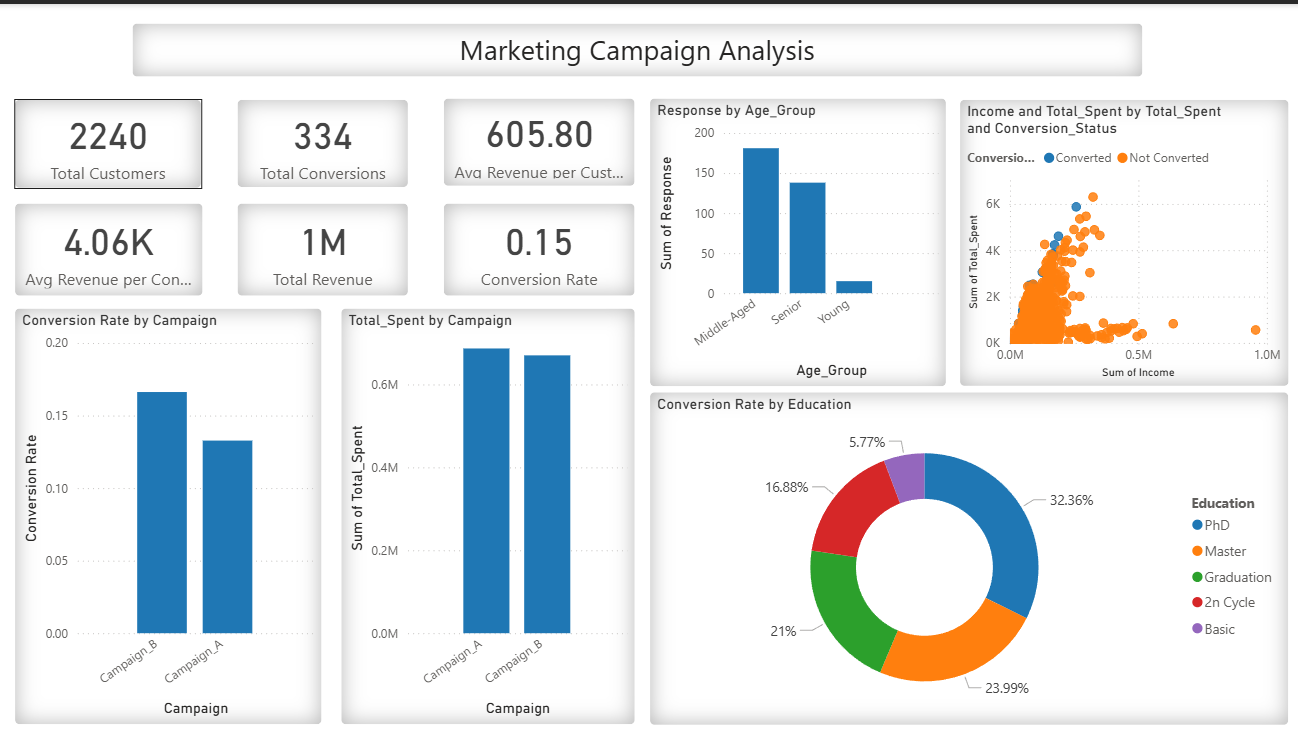 Marketing Campaign Analysis
2240
Total Customers
334
Total Conversions
605.80
Avg Revenue per Cust...
4.06K
Avg Revenue per Con...
1M
Total Revenue
0.15
Conversion Rate
Response by Age_Group
Sum of Response
200
150
100
50
0
Middle-Aged
Senior
Young
Age_Group
Income and Total_Spent by Total_Spent
and Conversion_Status
Conversio...
Converted
Not Converted
Sum of Total_Spent
6K
4K
2K
0K
0.0M
0.5M
1.0M
Sum of Income
Conversion Rate by Campaign
Conversion Rate
0.20
0.15
0.10
0.05
0.00
Campaign_B
Campaign_A
Campaign
Total_Spent by Campaign
Sum of Total_Spent
0.6M
0.4M
0.2M
0.0M
Campaign_A
Campaign_B
Campaign
Conversion Rate by Education
5.77%
16.88%
32.36%
21%
23.99%
Education
PhD
Master
Graduation
2n Cycle
Basic